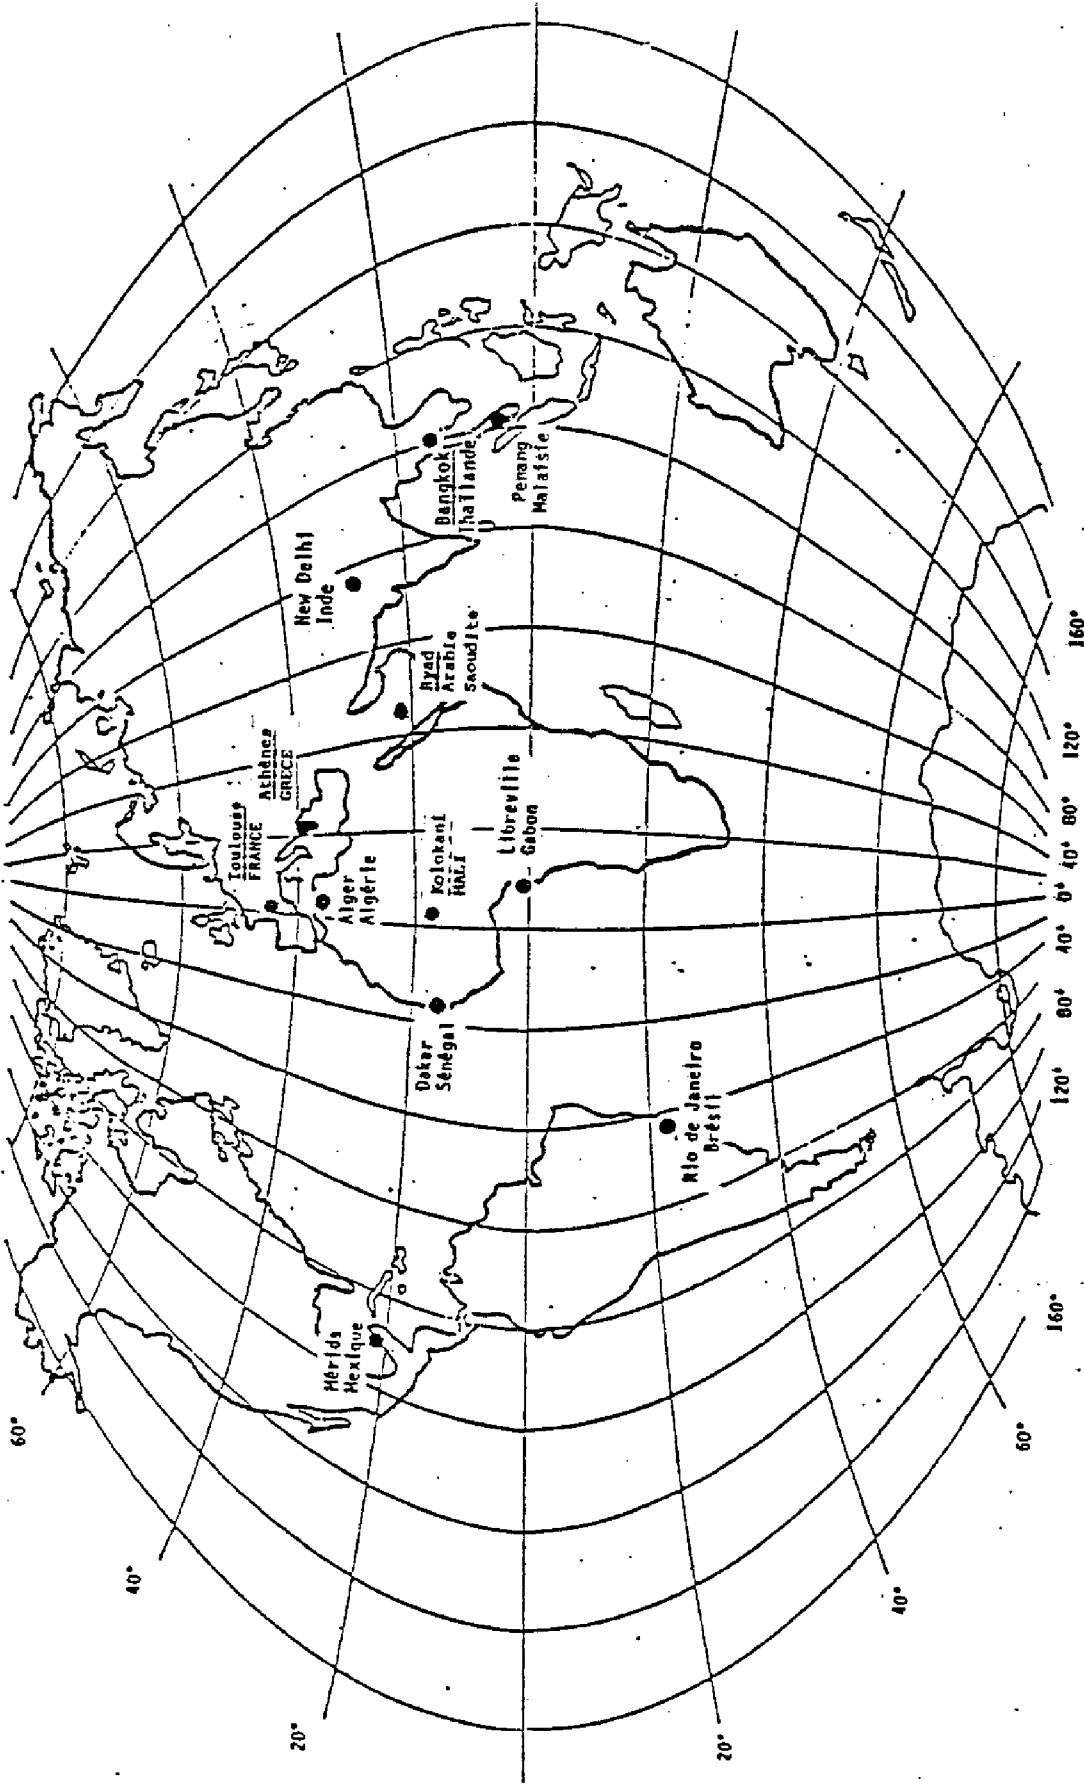 60°
40°
20°
Mérida
Mexique
Dakar
Sénégal
Toulouse
FRANCE
Athènes
GRECE
Alger
Algérie
Kolokani
MALI
Libreville
Gabon
Ryad
Arabie
Saoudite
New Delhi
Inde
Bangkok
Thaïlande
Penang
Malaisie
Rio de Janeiro
Brésil
20°
40°
60°
160°
120°
80°
40°
0°
40°
80°
120°
160°